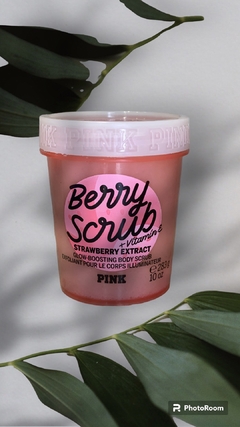 PINK PINK
Berry
Scrub
+ Vitamin C
STRAWBERRY EXTRACT
GLOW-BOOSTING BODY SCRUB
EXFOLIANT POUR LE CORPS ILLUMINATEUR
PINK
℮ 283 g
10 oz
PhotoRoom